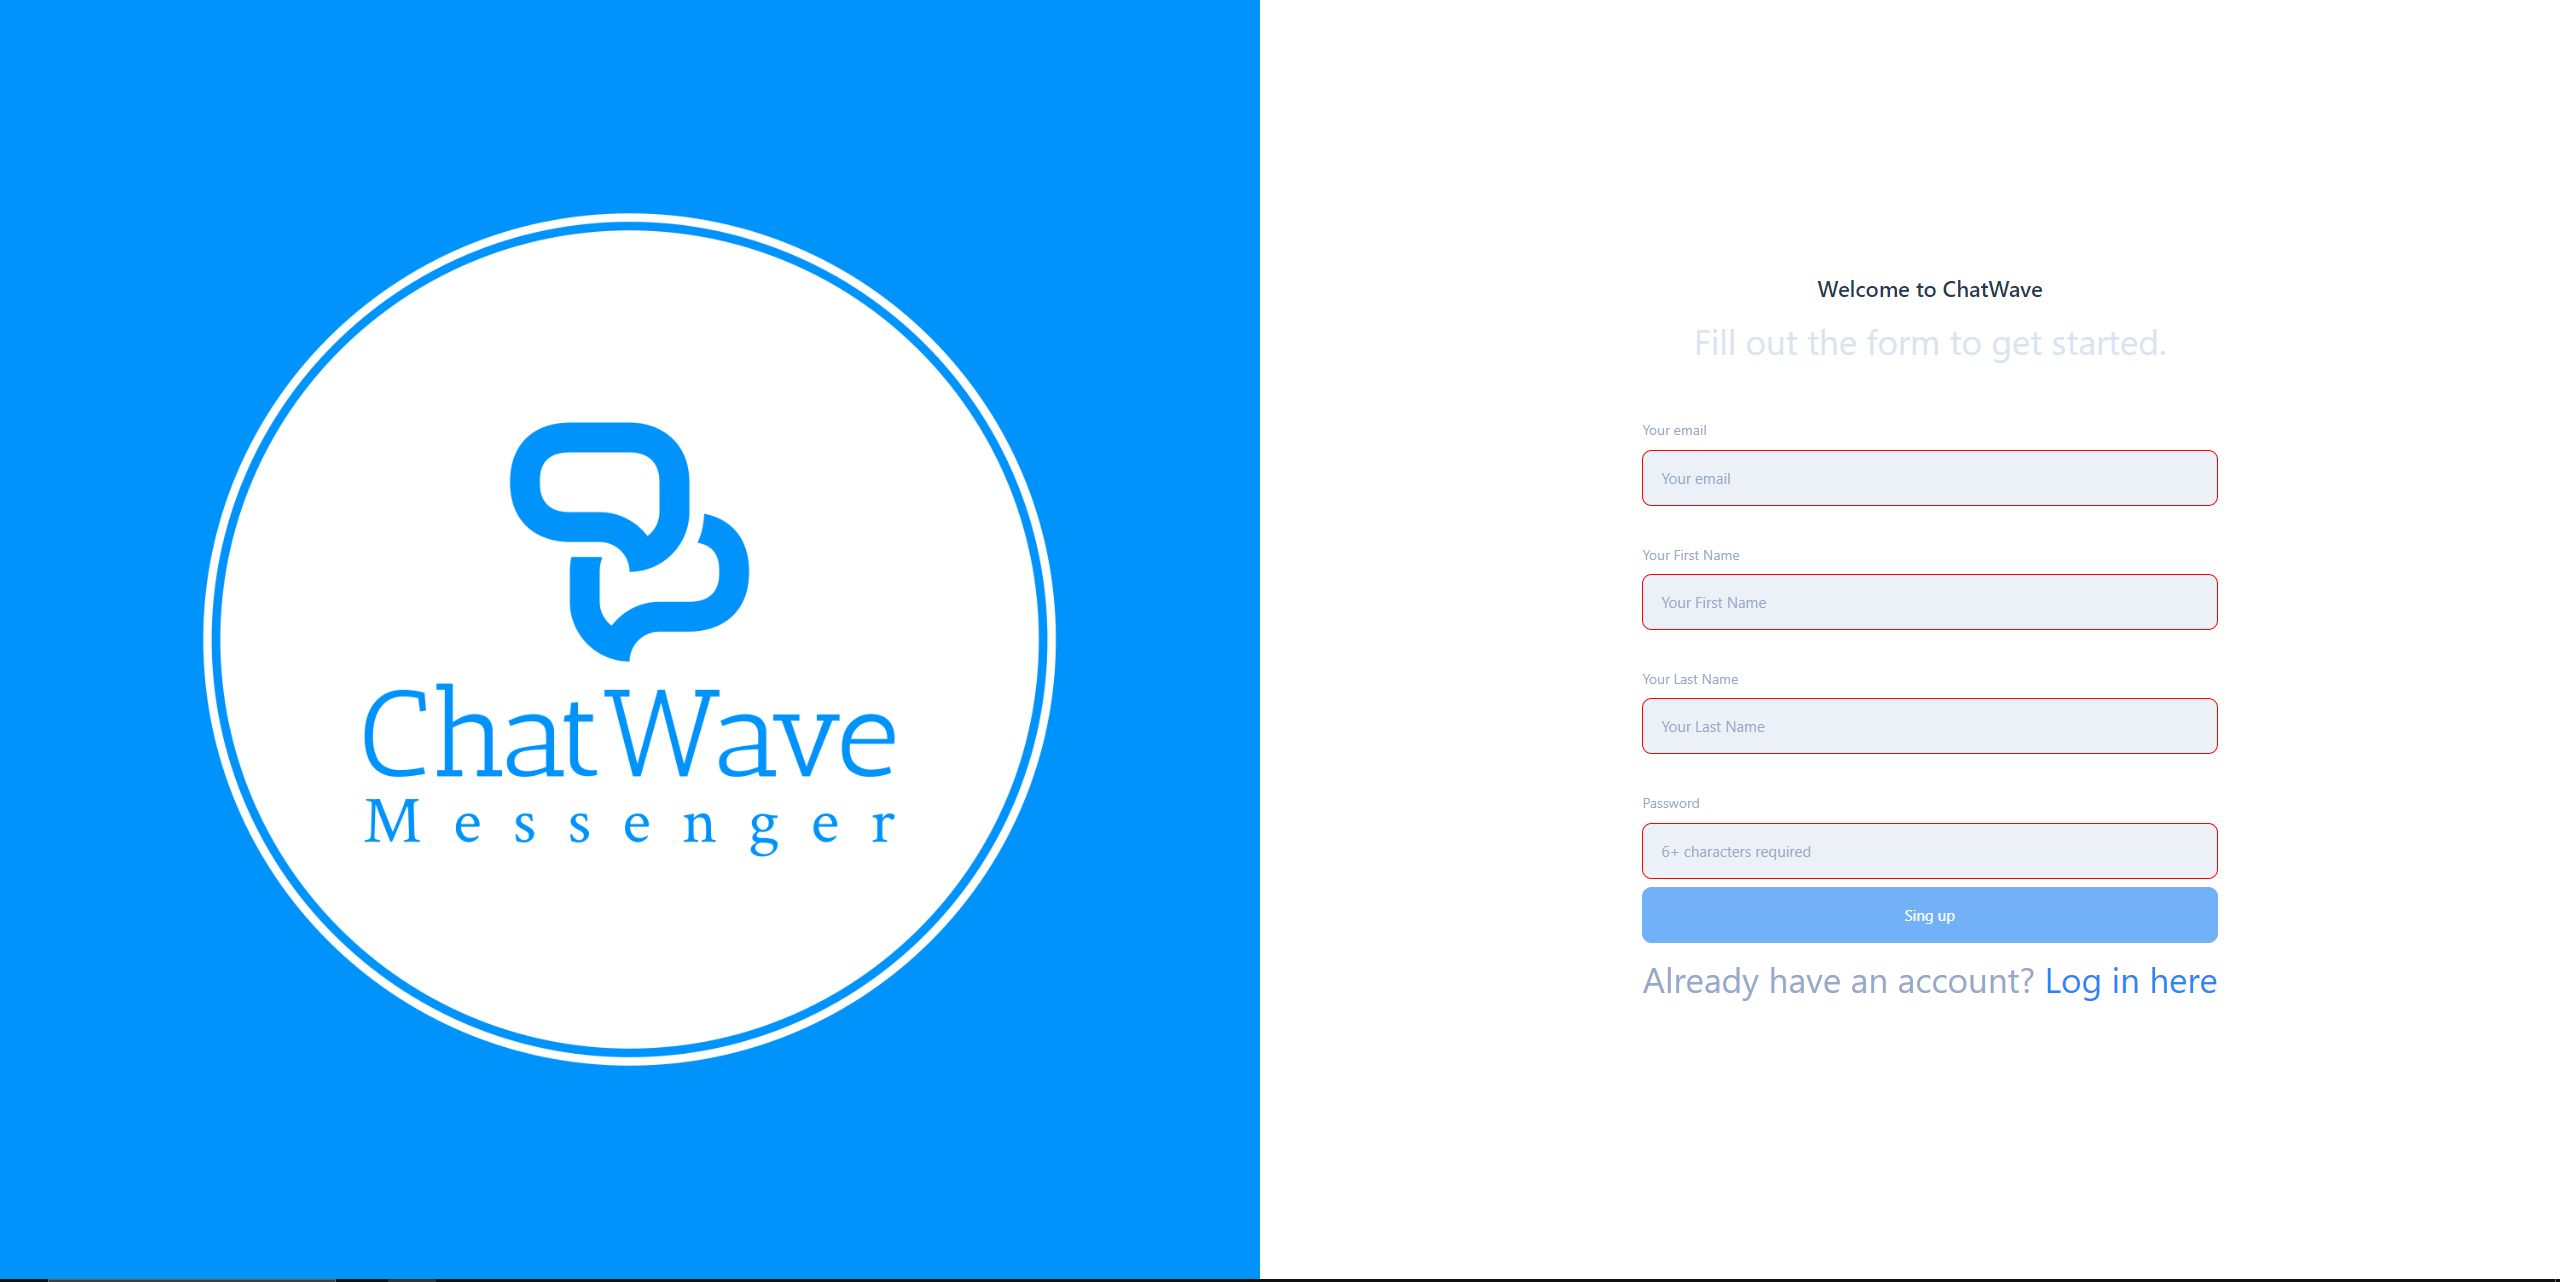 ChatWave
Messenger
Welcome to ChatWave
Fill out the form to get started.
Your email
Your email
Your First Name
Your First Name
Your Last Name
Your Last Name
Password
6+ characters required
Sing up
Already have an account? Log in here